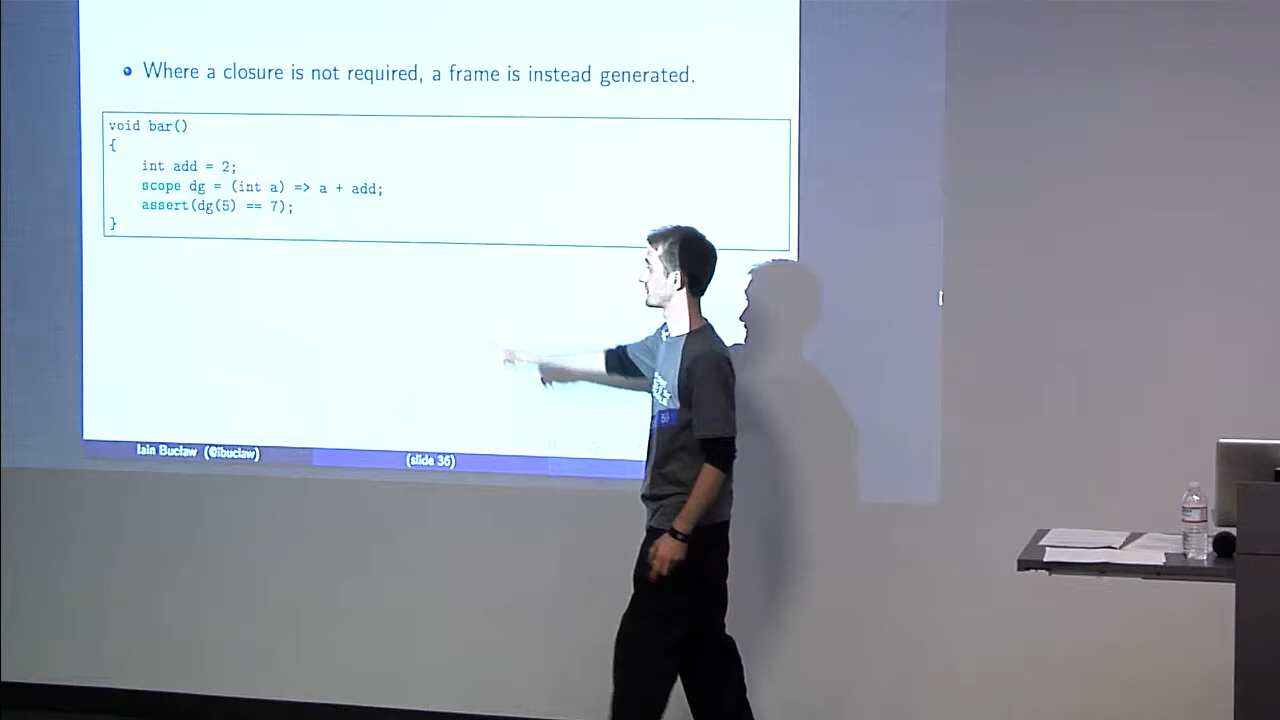 Where a closure is not required, a frame is instead generated.
void bar()
{
int add = 2;
scope dg = (int a) => a + add;
assert(dg(5) == 7);
}
Iain Buclaw (@ibuclaw)
(slide 36)